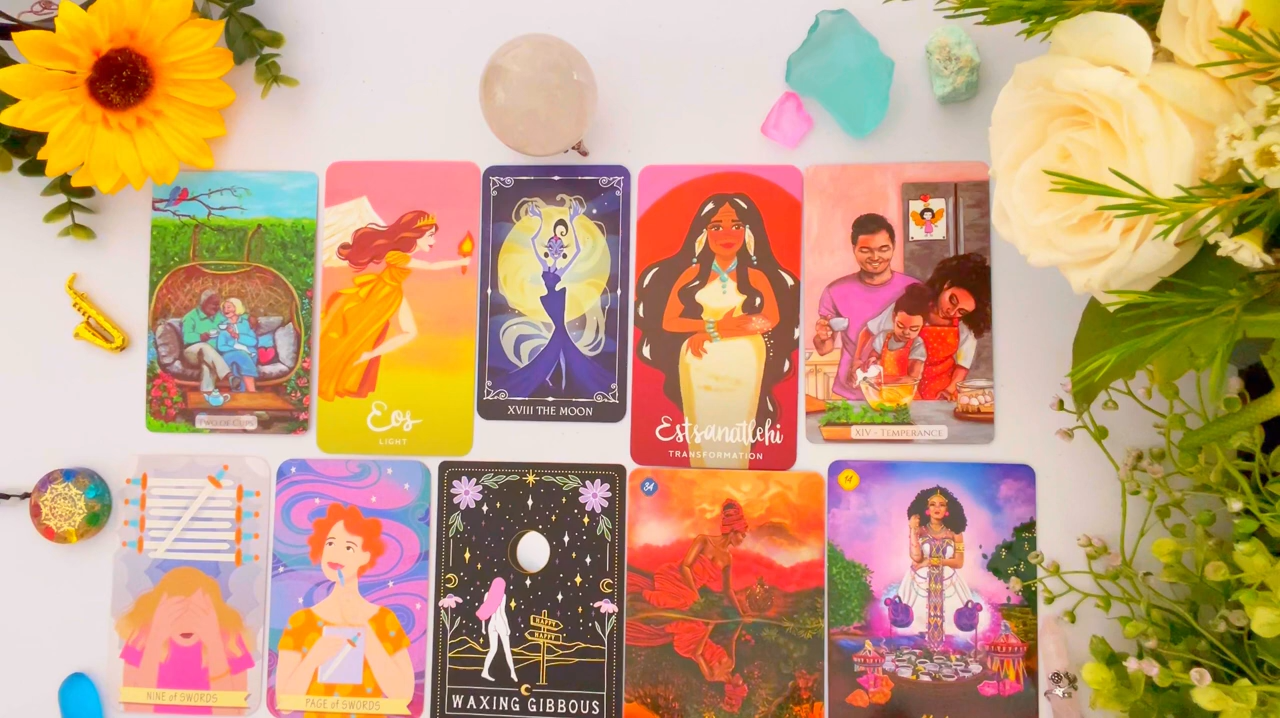 TWO OF CUPS
Eos
LIGHT
XVIII THE MOON
Estsanatlehi
TRANSFORMATION
XIV - TEMPERANCE
NINE of SWORDS
PAGE of SWORDS
HAPPY
HAPPY
WAXING GIBBOUS
34
14